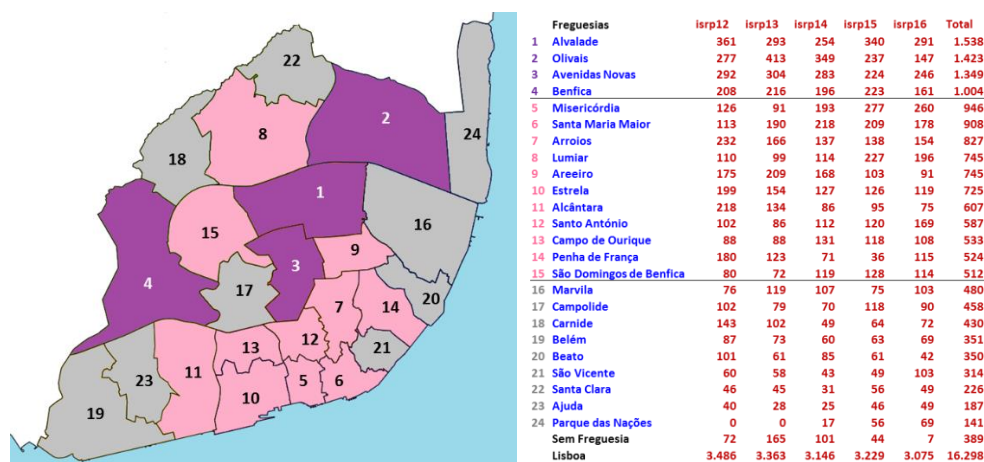 22
2
8
24
18
1
16
15
9
3
4
17
20
7
14
12
21
13
11
23
5
6
10
19
Freguesias isrp12 isrp13 isrp14 isrp15 isrp16 Total
1 Alvalade 361 293 254 340 291 1.538
2 Olivais 277 413 349 237 147 1.423
3 Avenidas Novas 292 304 283 224 246 1.349
4 Benfica 208 216 196 223 161 1.004
5 Misericórdia 126 91 193 277 260 946
6 Santa Maria Maior 113 190 218 209 178 908
7 Arroios 232 166 137 138 154 827
8 Lumiar 110 99 114 227 196 745
9 Areeiro 175 209 168 103 91 745
10 Estrela 199 154 127 126 119 725
11 Alcântara 218 134 86 95 75 607
12 Santo António 102 86 112 120 169 587
13 Campo de Ourique 88 88 131 118 108 533
14 Penha de França 180 123 71 36 115 524
15 São Domingos de Benfica 80 72 119 128 114 512
16 Marvila 76 119 107 75 103 480
17 Campolide 102 79 70 118 90 458
18 Carnide 143 102 49 64 72 430
19 Belém 87 73 60 63 69 351
20 Beato 101 61 85 61 42 350
21 São Vicente 60 58 43 49 103 314
22 Santa Clara 46 45 31 56 49 226
23 Ajuda 40 28 25 46 49 187
24 Parque das Nações 0 0 17 56 69 141
Sem Freguesia 72 165 101 44 7 389
Lisboa 3.486 3.363 3.146 3.229 3.075 16.298